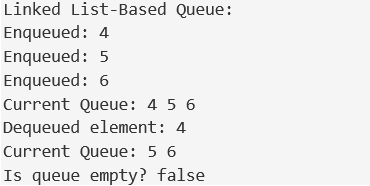 Linked List-Based Queue:
Enqueued: 4
Enqueued: 5
Enqueued: 6
Current Queue: 4 5 6
Dequeued element: 4
Current Queue: 5 6
Is queue empty? false